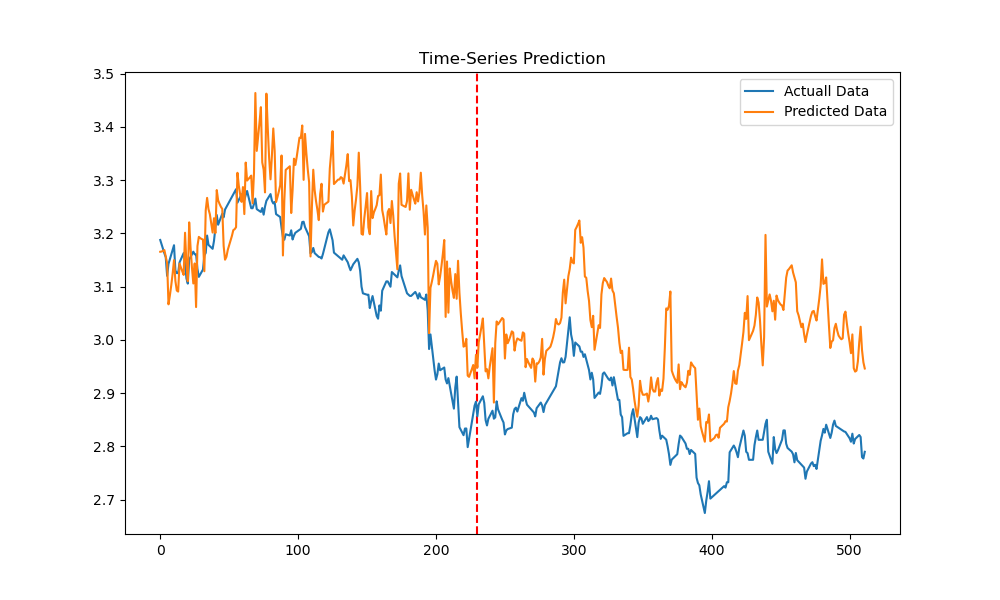 Time-Series Prediction
Actuall Data
Predicted Data
3.5
3.4
3.3
3.2
3.1
3.0
2.9
2.8
2.7
0 100 200 300 400 500